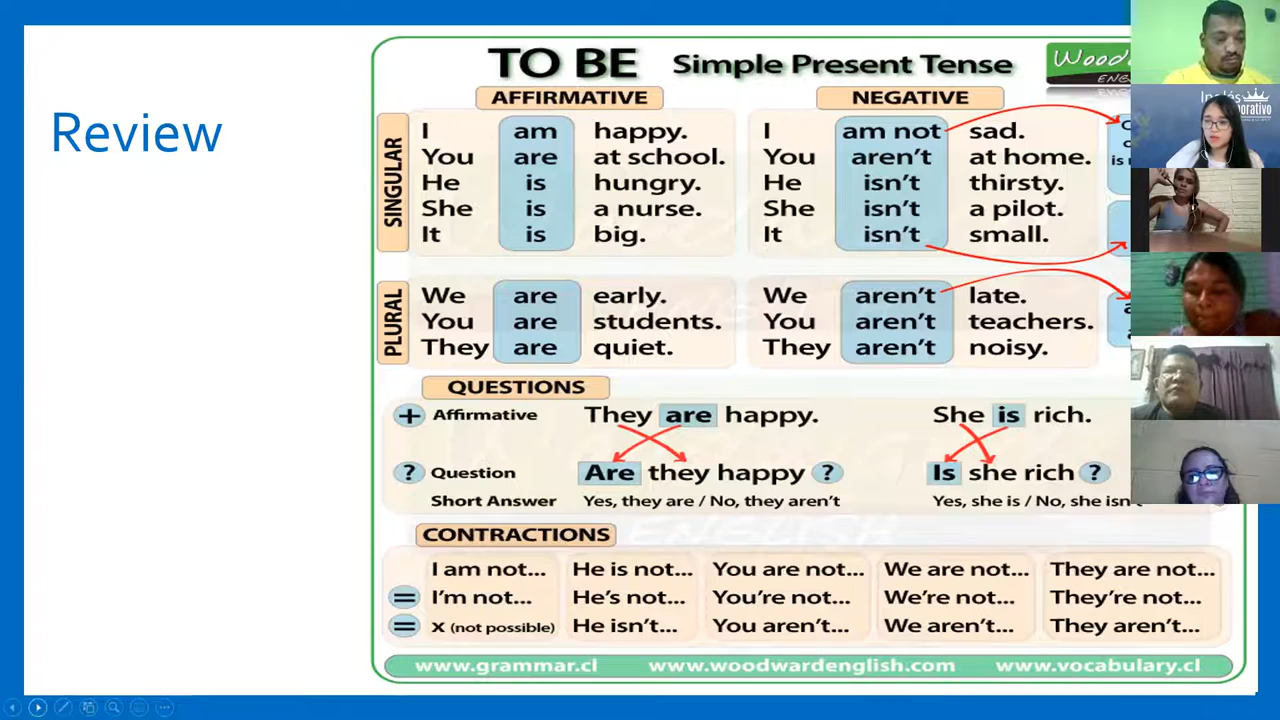 Review
TO BE Simple Present Tense
AFFIRMATIVE
NEGATIVE
SINGULAR
I am happy.
You are at school.
He is hungry.
She is a nurse.
It is big.
I am not sad.
You aren't at home.
He isn't thirsty.
She isn't a pilot.
It isn't small.
PLURAL
We are early.
You are students.
They are quiet.
We aren't late.
You aren't teachers.
They aren't noisy.
QUESTIONS
+ Affirmative They are happy. She is rich.
? Question Are they happy ? Is she rich ?
Short Answer Yes, they are / No, they aren't Yes, she is / No, she isn't
CONTRACTIONS
I am not... He is not... You are not... We are not... They are not...
= I'm not... He's not... You're not... We're not... They're not...
= x (not possible) He isn't... You aren't... We aren't... They aren't...
www.grammar.cl www.woodwardenglish.com www.vocabulary.cl
Inglés